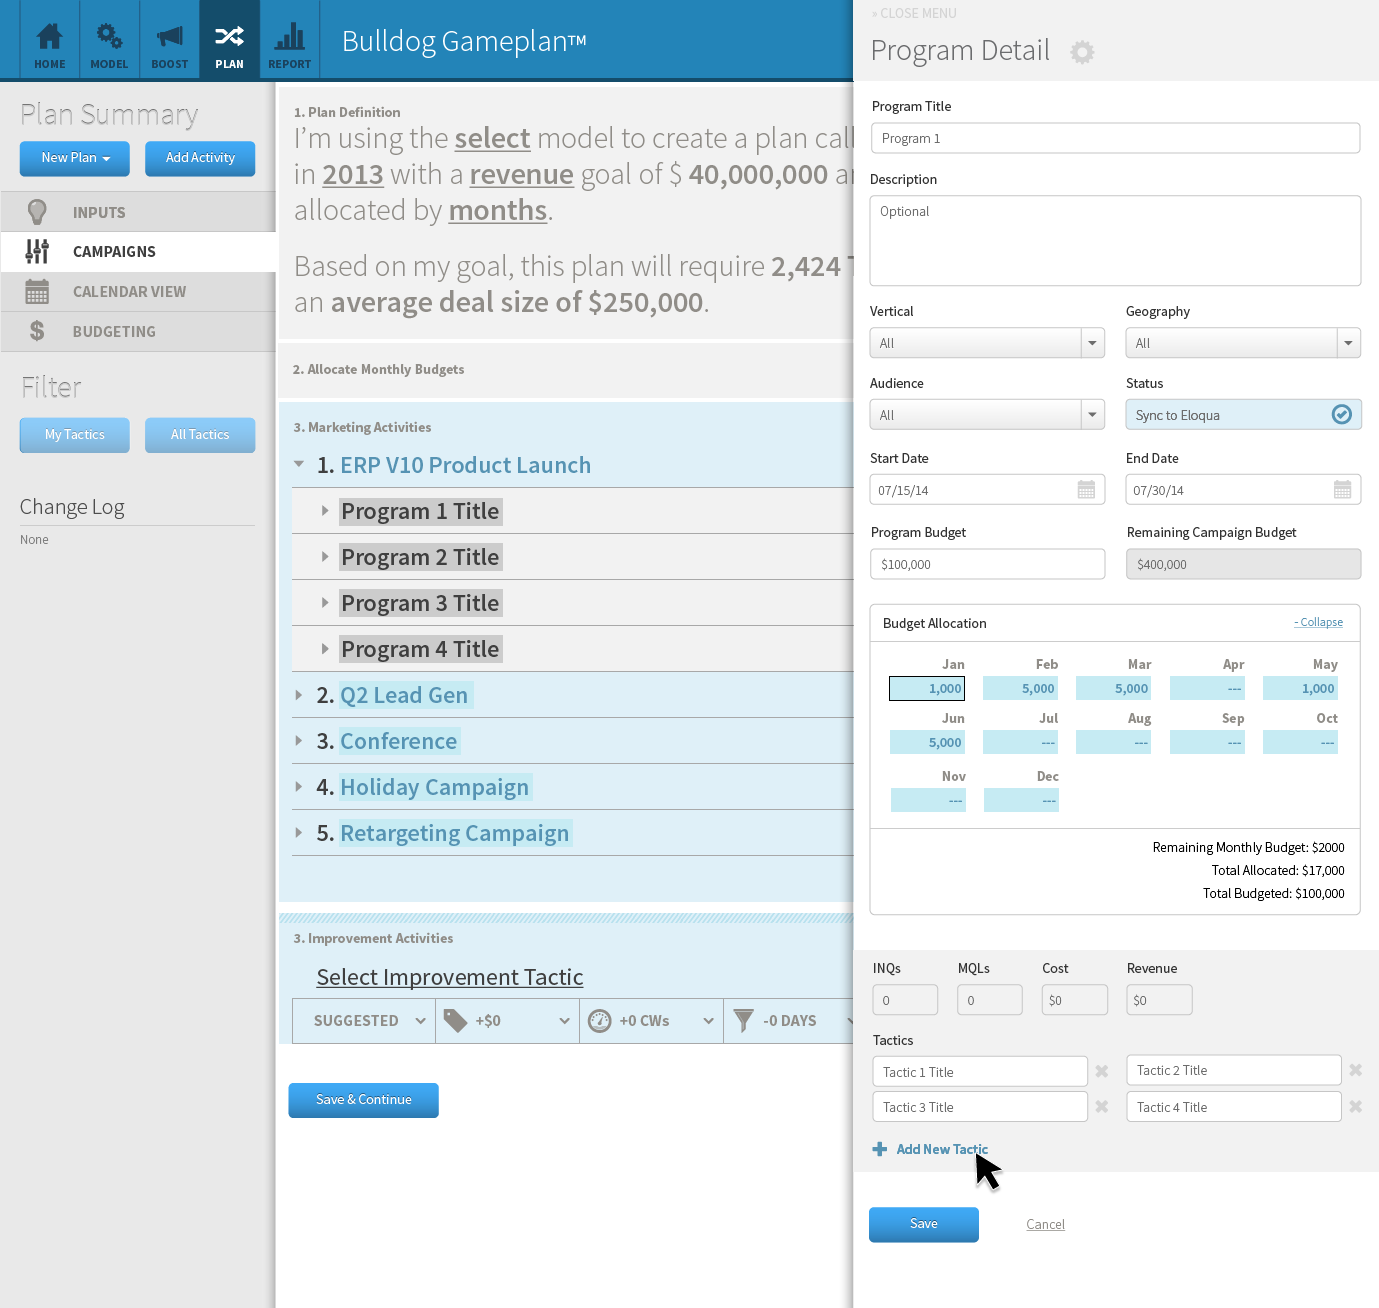 HOME
MODEL
BOOST
PLAN
REPORT
Bulldog Gameplan™
Plan Summary
New Plan
Add Activity
INPUTS
CAMPAIGNS
CALENDAR VIEW
$ BUDGETING
Filter
My Tactics
All Tactics
Change Log
None
1. Plan Definition
I'm using the select model to create a plan call
in 2013 with a revenue goal of $ 40,000,000
allocated by months.
Based on my goal, this plan will require 2,424
an average deal size of $250,000.
2. Allocate Monthly Budgets
3. Marketing Activities
1. ERP V10 Product Launch
Program 1 Title
Program 2 Title
Program 3 Title
Program 4 Title
2. Q2 Lead Gen
3. Conference
4. Holiday Campaign
5. Retargeting Campaign
3. Improvement Activities
Select Improvement Tactic
SUGGESTED
+$0
+0 CWs
-0 DAYS
Save & Continue
» CLOSE MENU
Program Detail
Program Title
Program 1
Description
Optional
Vertical
Geography
All
All
Audience
Status
All
Sync to Eloqua
Start Date
End Date
07/15/14
07/30/14
Program Budget
Remaining Campaign Budget
$100,000
$400,000
Budget Allocation
- Collapse
Jan Feb Mar Apr May
1,000 5,000 5,000 --- 1,000
Jun Jul Aug Sep Oct
5,000 --- --- --- ---
Nov Dec
--- ---
Remaining Monthly Budget: $2000
Total Allocated: $17,000
Total Budgeted: $100,000
INQs MQLs Cost Revenue
0 0 $0 $0
Tactics
Tactic 1 Title
Tactic 2 Title
Tactic 3 Title
Tactic 4 Title
Add New Tactic
Save
Cancel